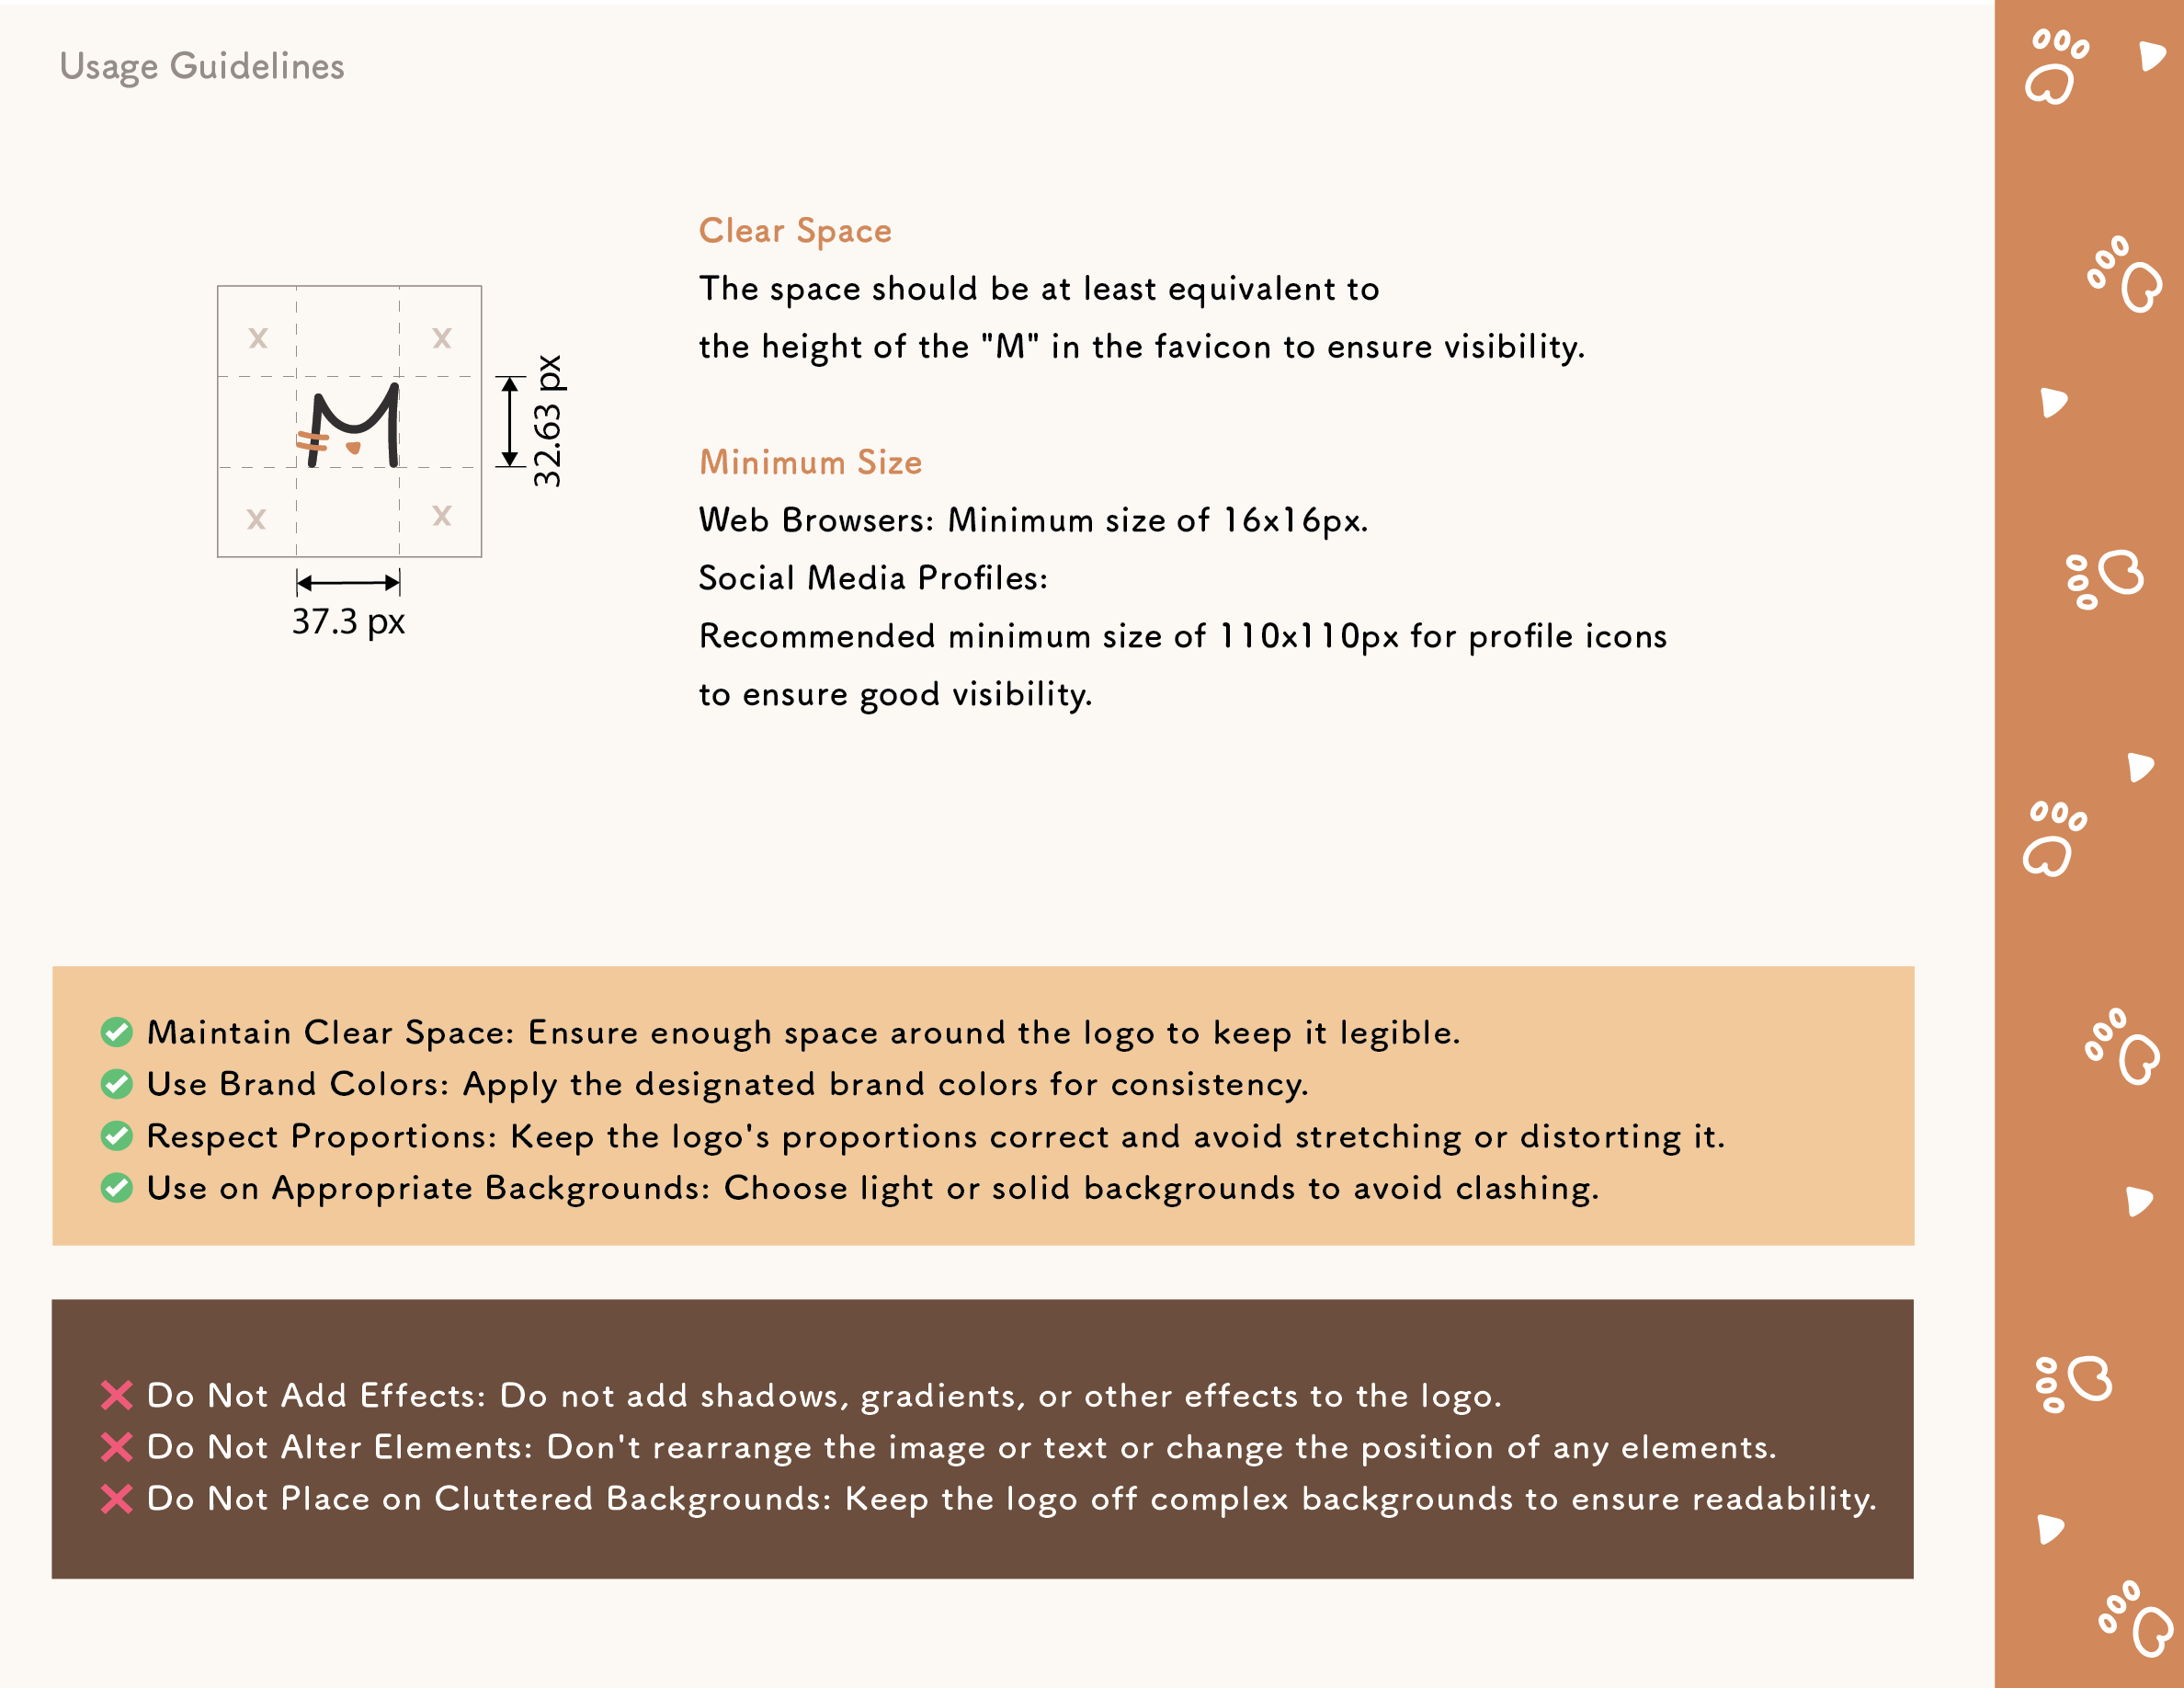 Usage Guidelines
x
x
M
x
x
32.63 px
37.3 px
Clear Space
The space should be at least equivalent to
the height of the "M" in the favicon to ensure visibility.
Minimum Size
Web Browsers: Minimum size of 16x16px.
Social Media Profiles:
Recommended minimum size of 110x110px for profile icons
to ensure good visibility.
Maintain Clear Space: Ensure enough space around the logo to keep it legible.
Use Brand Colors: Apply the designated brand colors for consistency.
Respect Proportions: Keep the logo's proportions correct and avoid stretching or distorting it.
Use on Appropriate Backgrounds: Choose light or solid backgrounds to avoid clashing.
Do Not Add Effects: Do not add shadows, gradients, or other effects to the logo.
Do Not Alter Elements: Don't rearrange the image or text or change the position of any elements.
Do Not Place on Cluttered Backgrounds: Keep the logo off complex backgrounds to ensure readability.